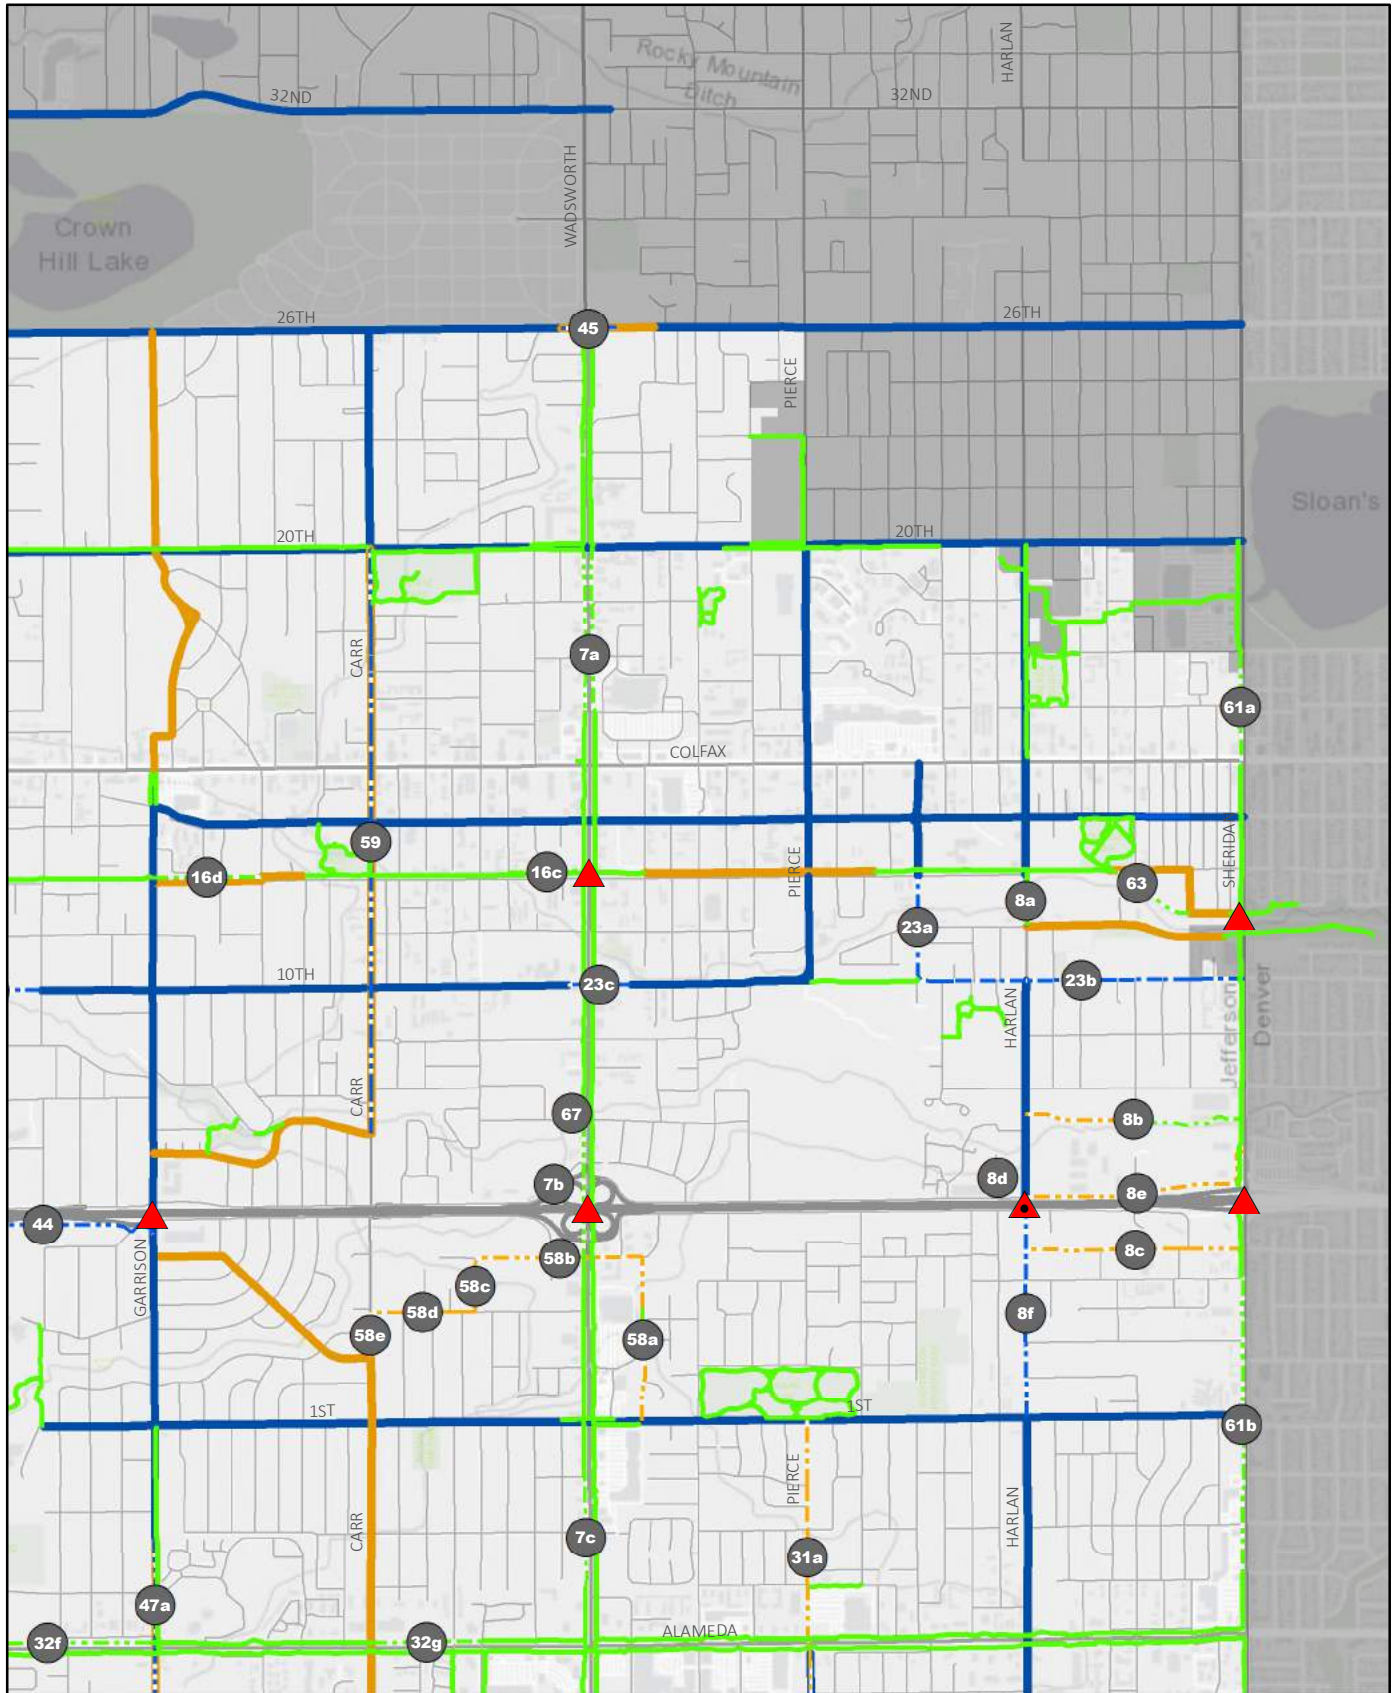 HARLAN
Rocky Mountain
Ditch
32ND
32ND
WADSWORTH
Crown
Hill Lake
26TH
26TH
45
PIERCE
Sloan's
20TH
20TH
CARR
7a
61a
COLFAX
59
SHERIDAN
16d
16c
PIERCE
63
8a
23a
10TH
23c
23b
HARLAN
Jefferson
Denver
CARR
67
8b
7b
8d
8e
44
GARRISON
58b
8c
58c
58d
8f
58e
58a
1ST
1ST
61b
PIERCE
CARR
HARLAN
7c
31a
47a
32f
32g
ALAMEDA